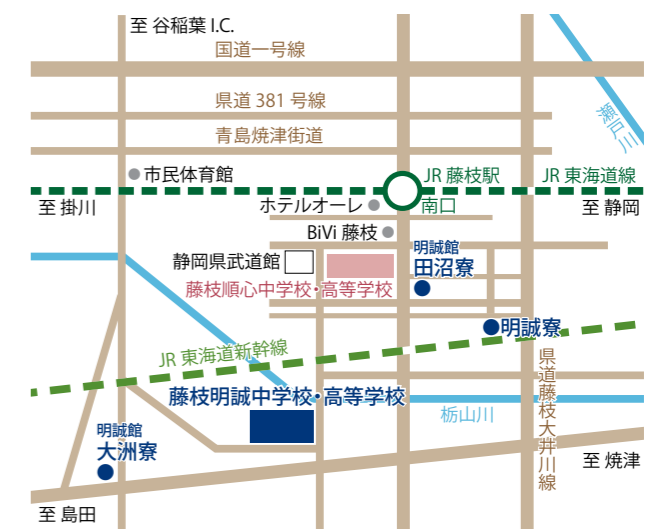 至 谷稲葉 I.C.
国道一号線
県道 381 号線
瀬戸川
青島焼津街道
市民体育館
JR 藤枝駅
JR 東海道線
至 掛川
ホテルオーレ
南口
至 静岡
BiVi 藤枝
明誠館
田沼寮
静岡県武道館
藤枝順心中学校・高等学校
明誠寮
JR 東海道新幹線
県道藤枝大井川線
藤枝明誠中学校・高等学校
栃山川
明誠館
大洲寮
至 焼津
至 島田